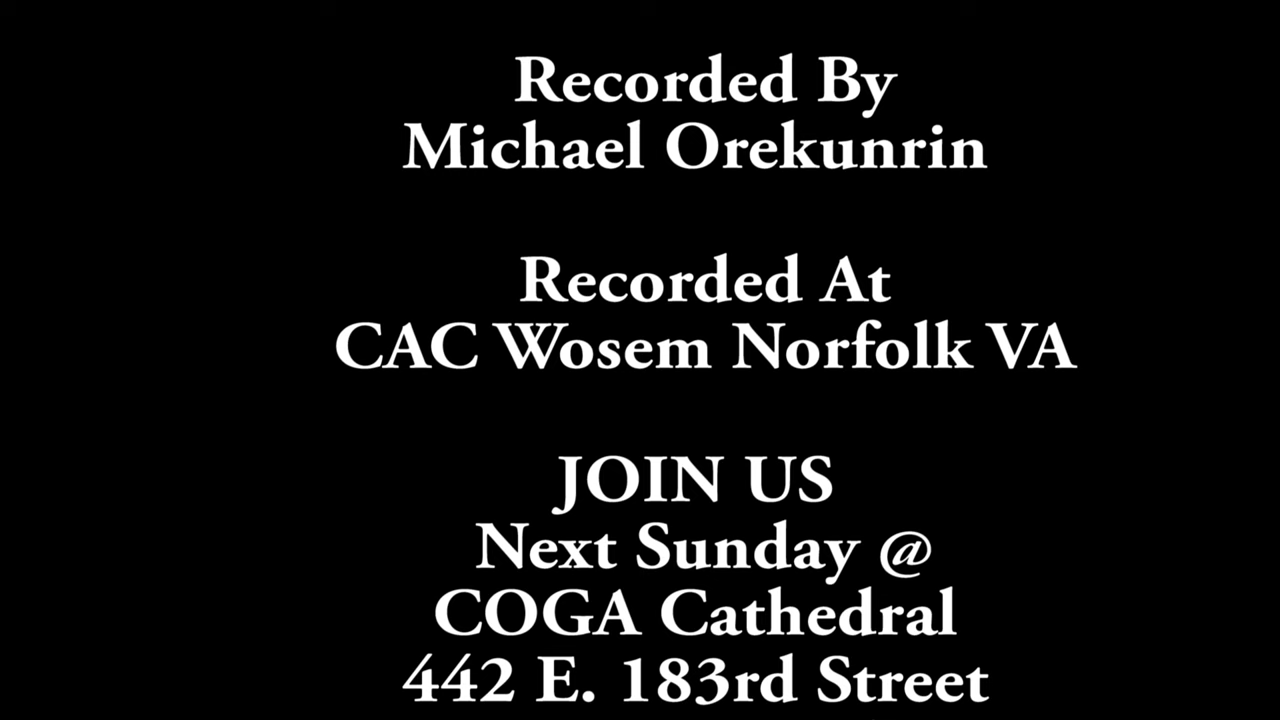 Recorded By
Michael Orekunrin
Recorded At
CAC Wosem Norfolk VA
JOIN US
Next Sunday @
COGA Cathedral
442 E. 183rd Street